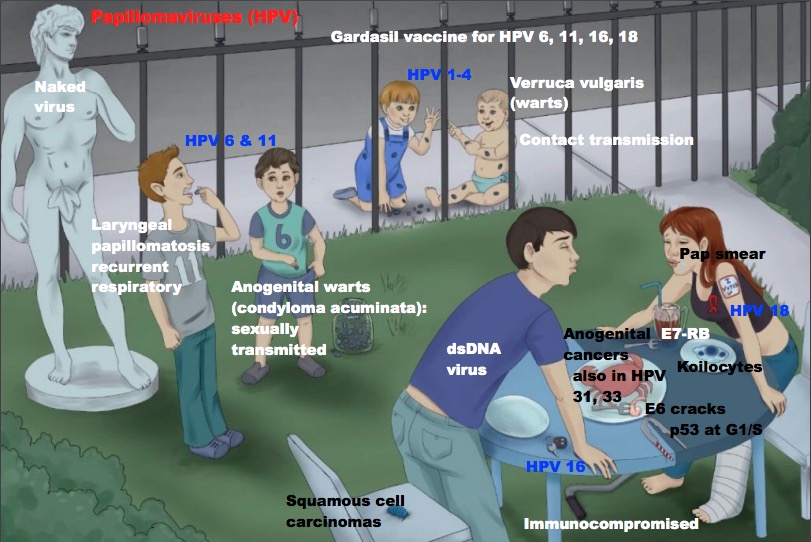 Papillomaviruses (HPV)
Gardasil vaccine for HPV 6, 11, 16, 18
HPV 1-4
Verruca vulgaris
(warts)
Naked
virus
HPV 6 & 11
Contact transmission
Laryngeal
papillomatosis
recurrent
respiratory
11
6
Anogenital warts
(condyloma acuminata):
sexually
transmitted
Pap smear
HPV 18
dsDNA
virus
Anogenital
cancers
also in HPV
31, 33
E7-RB
Koilocytes
E6 cracks
p53 at G1/S
HPV 16
Squamous cell
carcinomas
Immunocompromised